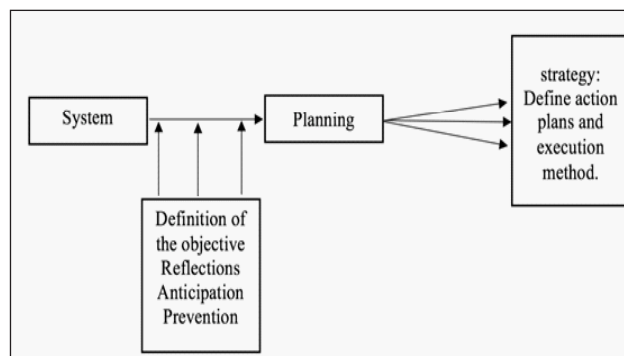 System
Planning
strategy:
Define action
plans and
execution
method.
Definition of
the objective
Reflections
Anticipation
Prevention